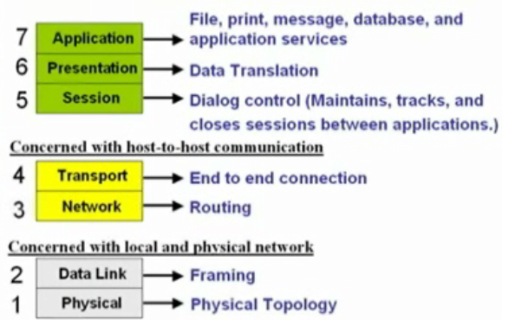 File, print, message, database, and
7 Application application services
6 Presentation Data Translation
5 Session Dialog control (Maintains, tracks, and
closes sessions between applications.)
Concerned with host-to-host communication
4 Transport End to end connection
3 Network Routing
Concerned with local and physical network
2 Data Link Framing
1 Physical Physical Topology